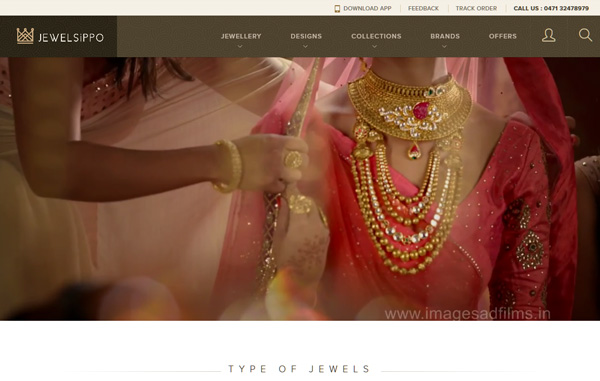 DOWNLOAD APP FEEDBACK TRACK ORDER CALL US : 0471 32478979
JEWELSiPPO JEWELLERY DESIGNS COLLECTIONS BRANDS OFFERS
www.imagesadfilms.in
TYPE OF JEWELS